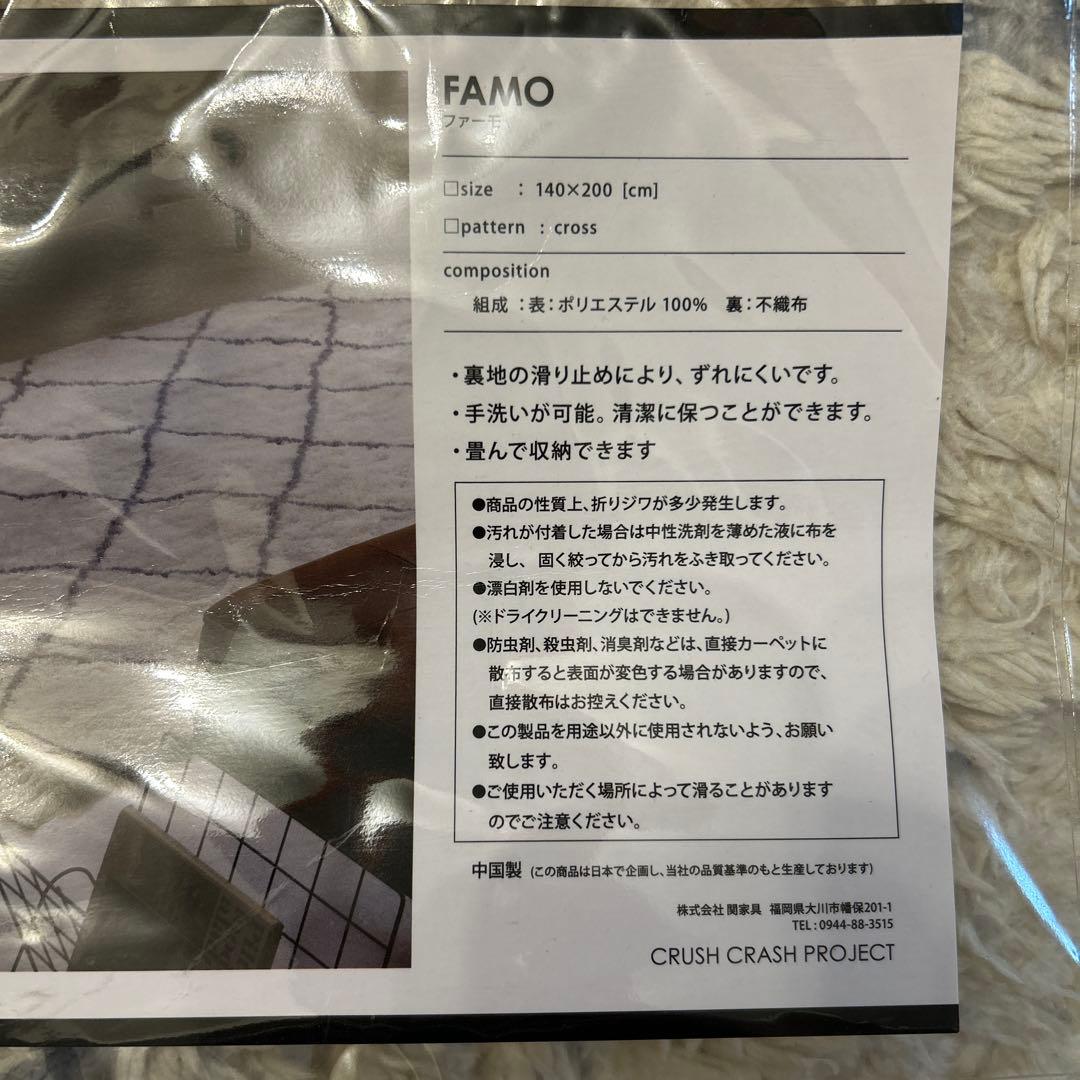 FAMO
ファーモ
□size : 140×200 [cm]
□pattern : cross
composition
組成 :表:ポリエステル 100% 裏:不織布
・裏地の滑り止めにより、ずれにくいです。
・手洗いが可能。清潔に保つことができます。
・畳んで収納できます
●商品の性質上、折りジワが多少発生します。
●汚れが付着した場合は中性洗剤を薄めた液に布を
浸し、固く絞ってから汚れをふき取ってください。
●漂白剤を使用しないでください。
(※ドライクリーニングはできません。)
●防虫剤、殺虫剤、消臭剤などは、直接カーペットに
散布すると表面が変色する場合がありますので、
直接散布はお控えください。
●この製品を用途以外に使用されないよう、お願い
致します。
●ご使用いただく場所によって滑ることがあります
のでご注意ください。
中国製 (この商品は日本で企画し、当社の品質基準のもと生産しております)
株式会社 関家具 福岡県大川市幡保201-1
TEL : 0944-88-3515
CRUSH CRASH PROJECT